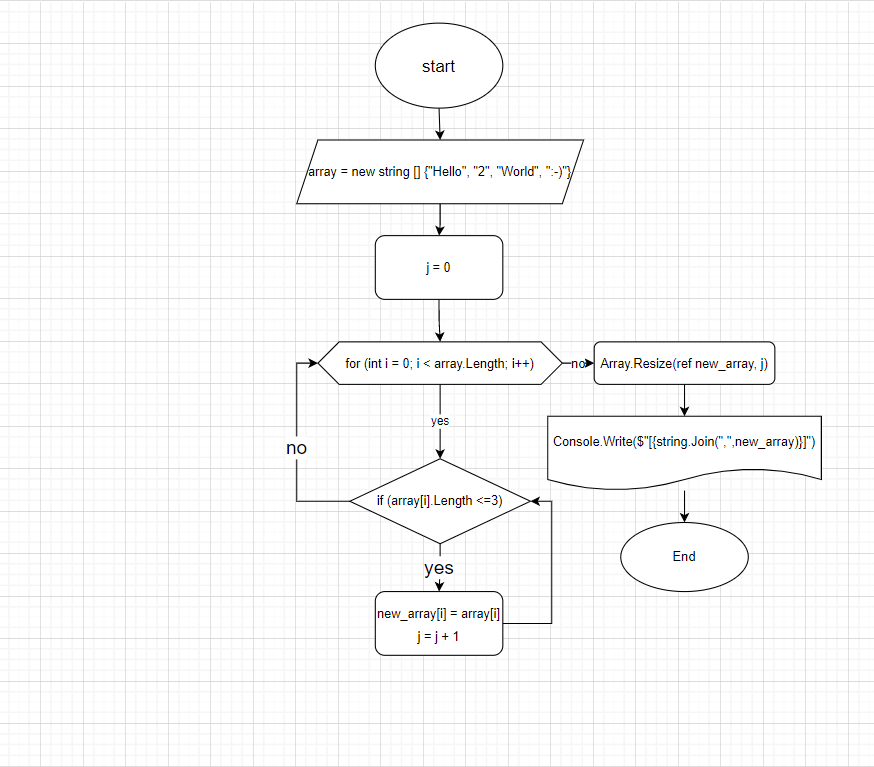 start
array = new string [] {"Hello", "2", "World", ":-)"}
j = 0
for (int i = 0; i < array.Length; i++)
no
Array.Resize(ref new_array, j)
yes
Console.Write($"[{string.Join(",",new_array)}]")
no
if (array[i].Length <=3)
End
yes
new_array[i] = array[i]
j = j + 1